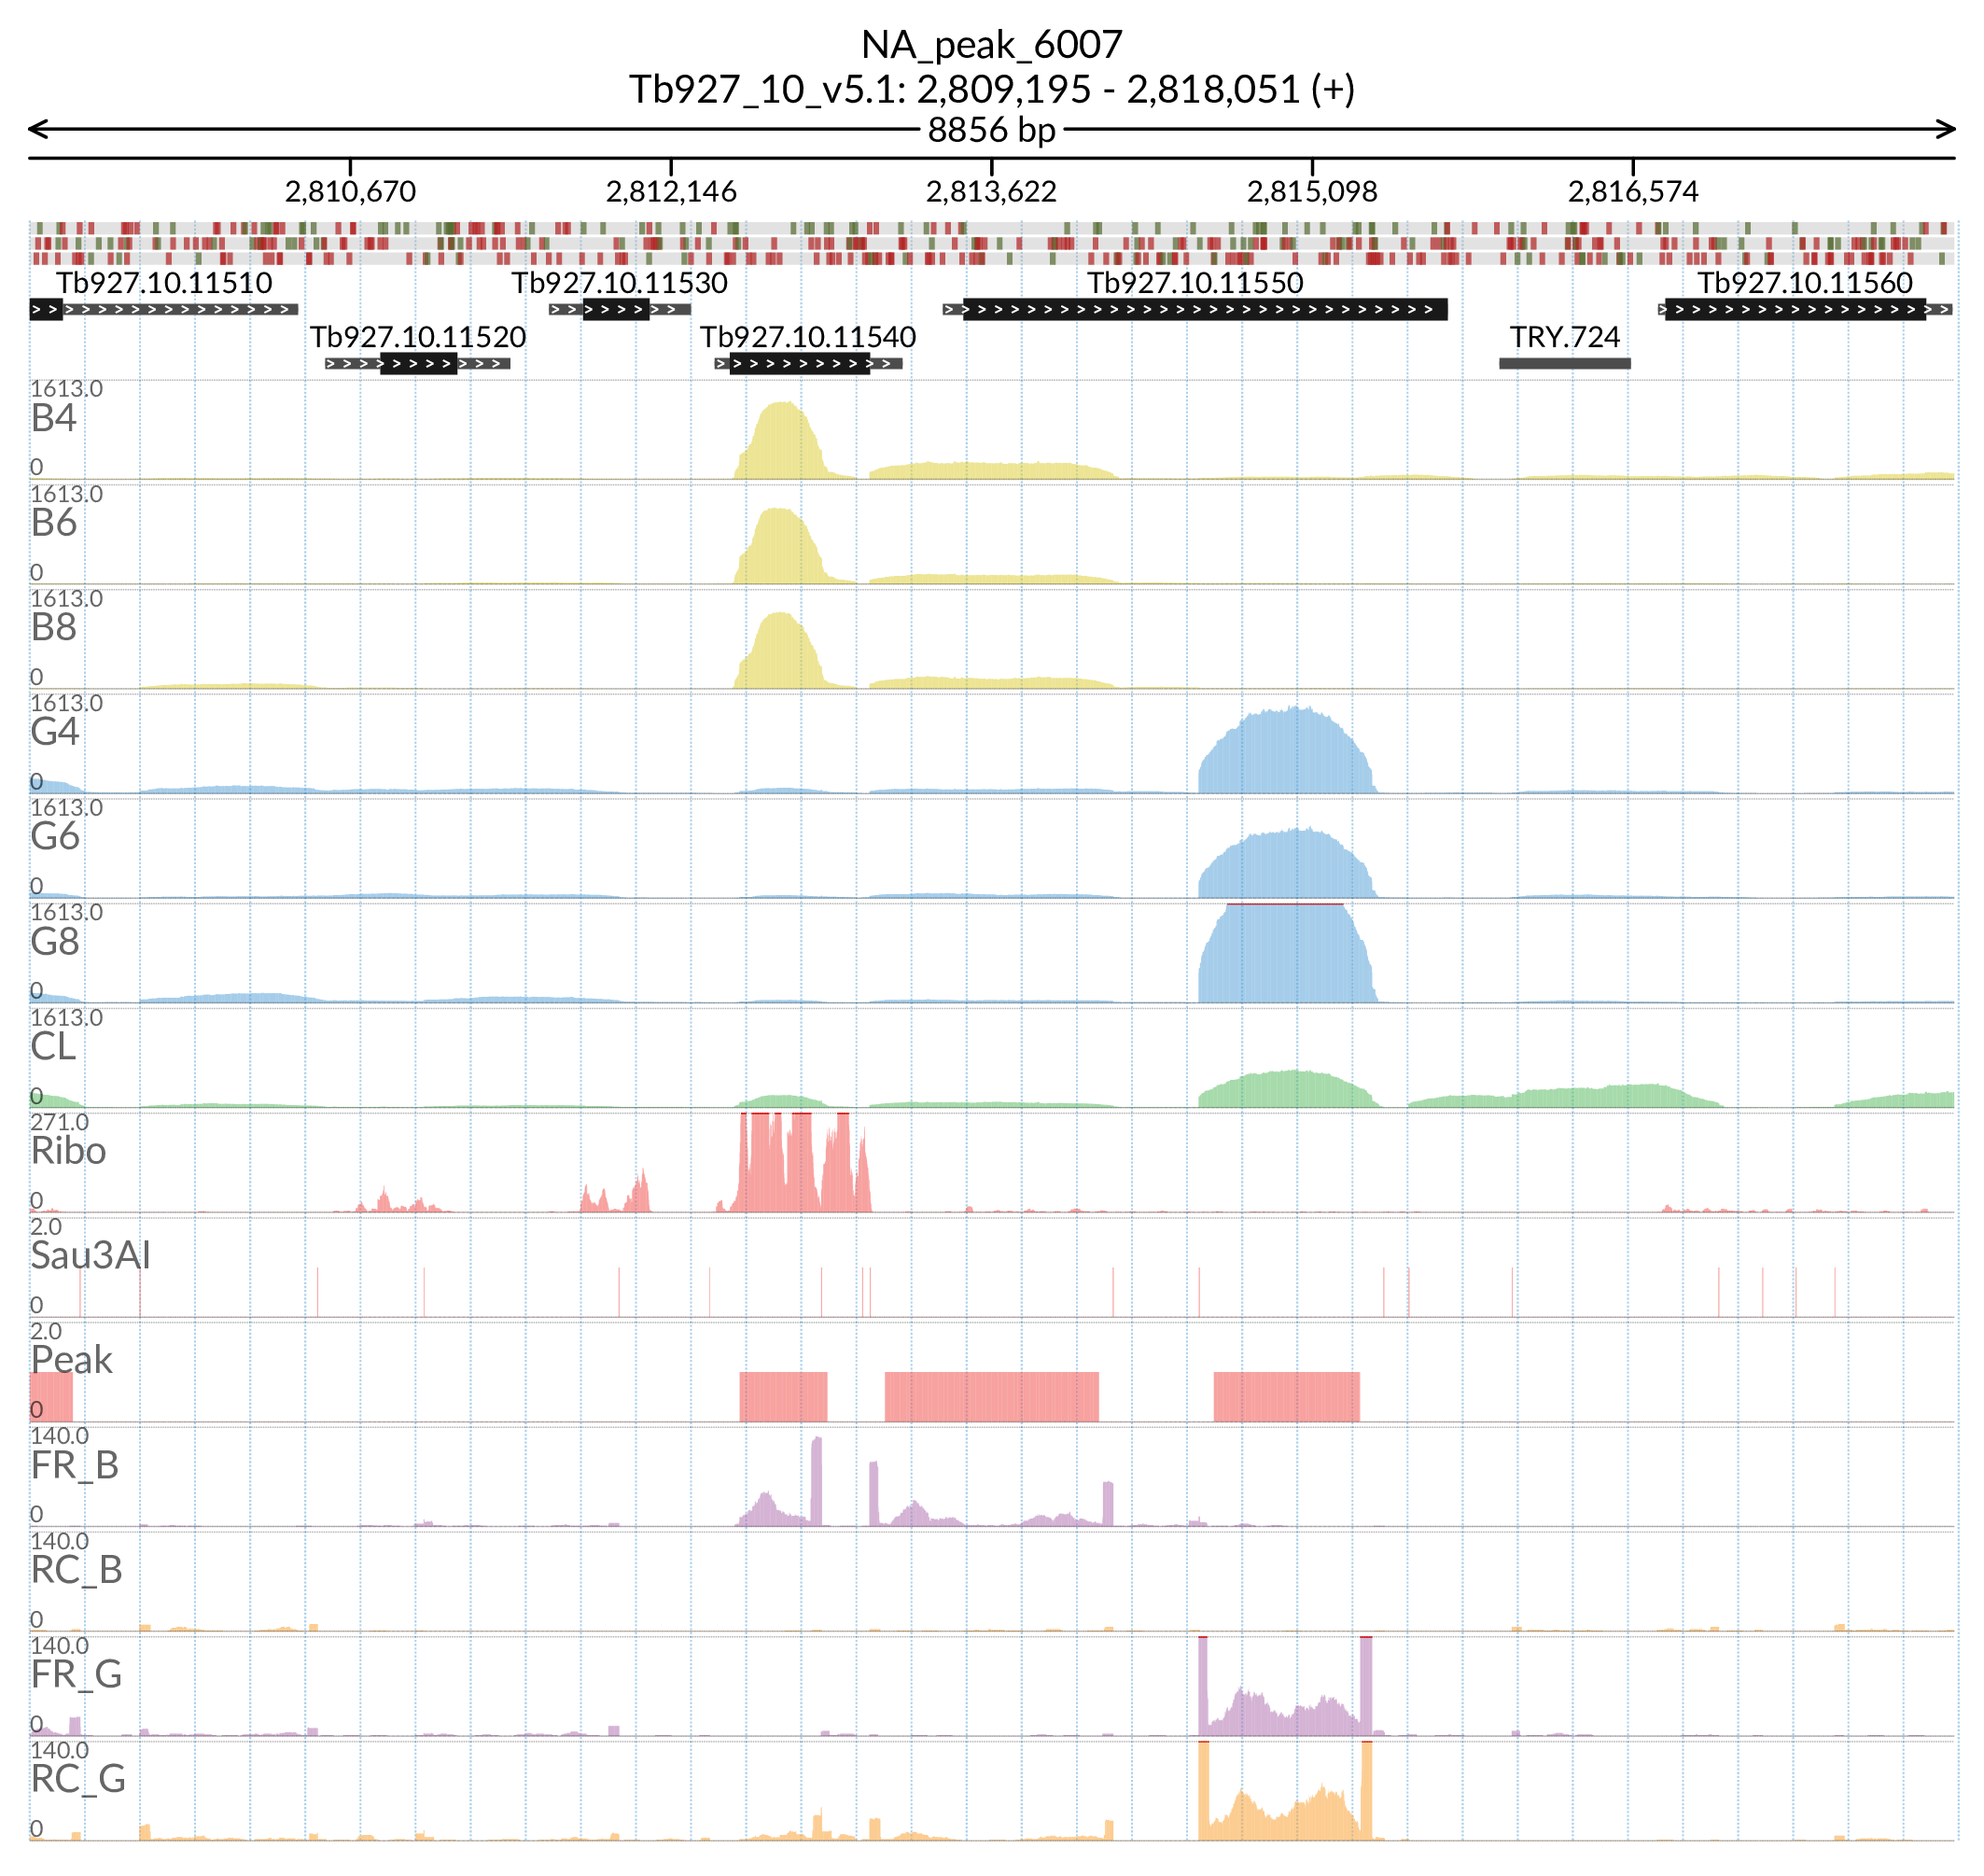 NA_peak_6007
Tb927_10_v5.1: 2,809,195 - 2,818,051 (+)
8856 bp
2,810,670 2,812,146 2,813,622 2,815,098 2,816,574
Tb927.10.11510 Tb927.10.11530 Tb927.10.11550 Tb927.10.11560
Tb927.10.11520 Tb927.10.11540 TRY.724
1613.0
B4
0
1613.0
B6
0
1613.0
B8
0
1613.0
G4
0
1613.0
G6
0
1613.0
G8
0
1613.0
CL
0
271.0
Ribo
0
2.0
Sau3AI
0
2.0
Peak
0
140.0
FR_B
0
140.0
RC_B
0
140.0
FR_G
0
140.0
RC_G
0